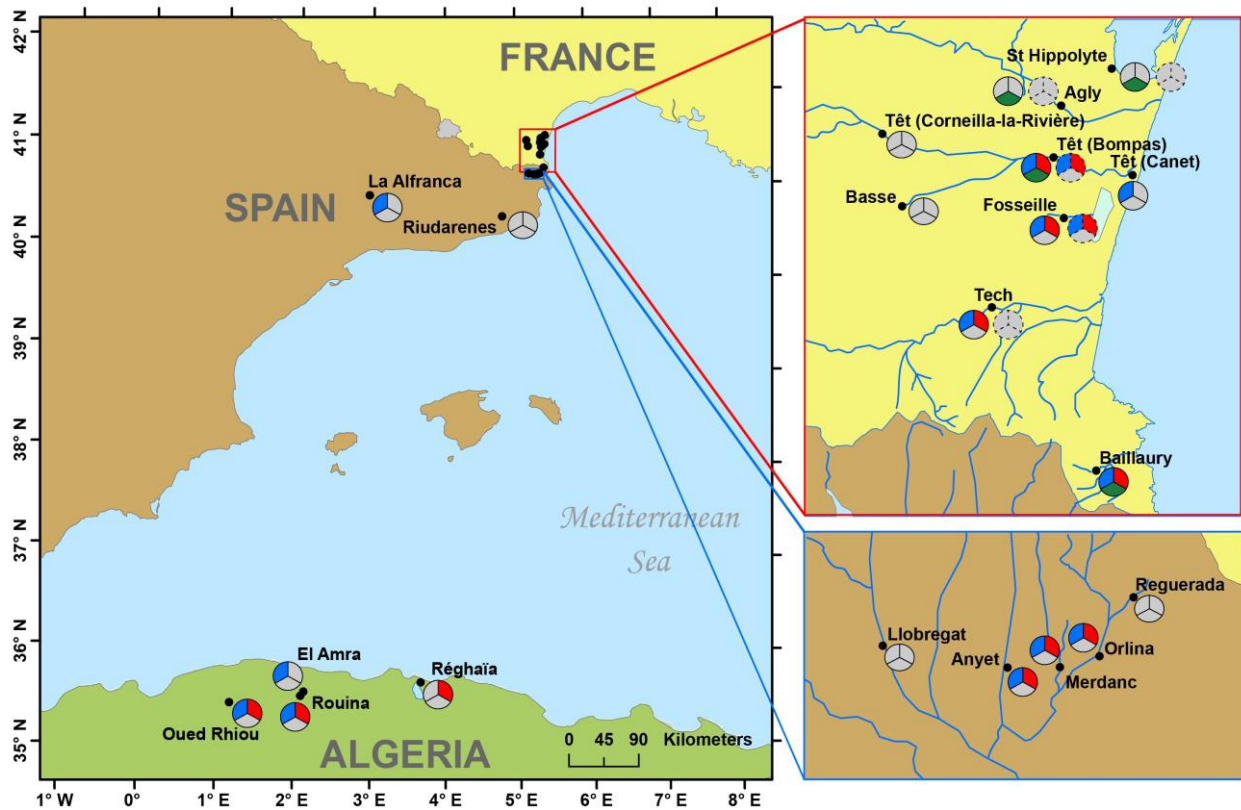 42° N
41° N
40° N
39° N
38° N
37° N
36° N
35° N
FRANCE
SPAIN
La Alfranca
Riudarenes
Mediterranean
Sea
El Amra
Réghaïa
Rouina
Oued Rhiou
ALGERIA
0 45 90 Kilometers
1° W 0° 1° E 2° E 3° E 4° E 5° E 6° E 7° E 8° E
St Hippolyte
Agly
Têt (Corneilla-la-Rivière)
Têt (Bompas)
Têt (Canet)
Basse
Fosseille
Tech
Baillaury
Reguerada
Llobregat
Orlina
Anyet
Merdanc